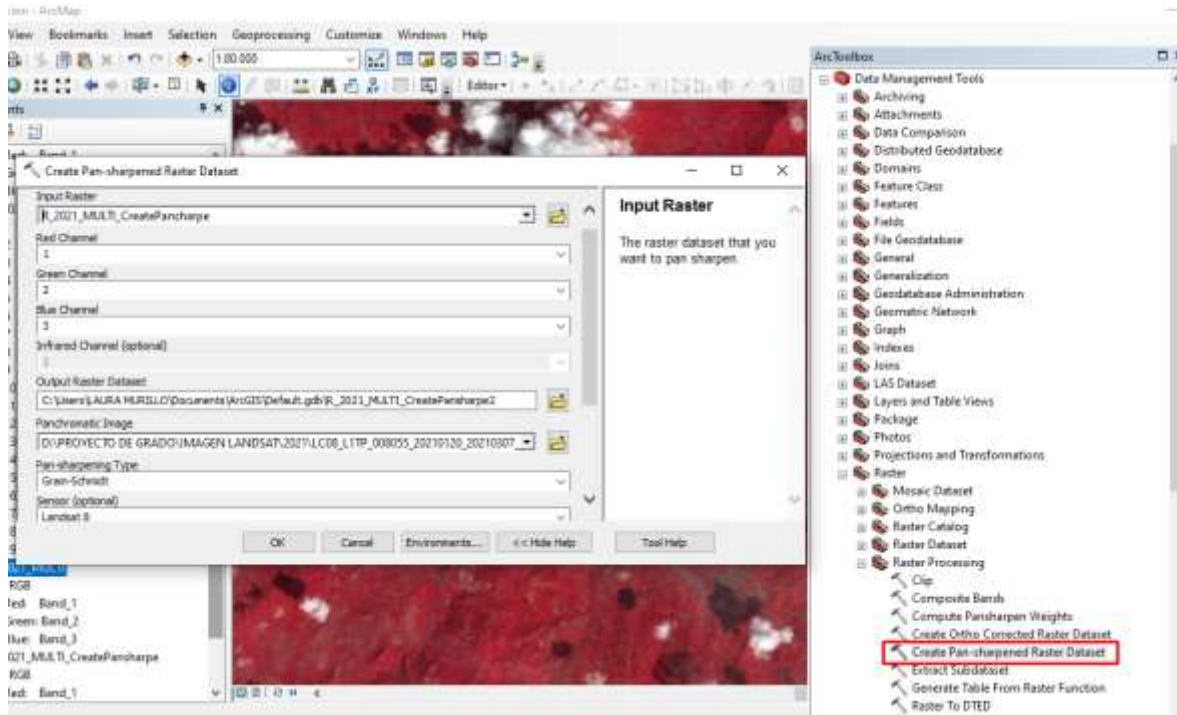 ArcMap
View Bookmarks Insert Selection Geoprocessing Customize Windows Help
1:80.000
Editor
ArcToolbox
Data Management Tools
Archiving
Attachments
Data Comparison
Distributed Geodatabase
Domains
Feature Class
Features
Fields
File Geodatabase
General
Generalization
Geodatabase Administration
Geometric Network
Graph
Indexes
Joins
LAS Dataset
Layers and Table Views
Package
Photos
Projections and Transformations
Raster
Mosaic Dataset
Ortho Mapping
Raster Catalog
Raster Dataset
Raster Processing
Clip
Composite Bands
Compute Pansharpen Weights
Create Ortho Corrected Raster Dataset
Create Pan-sharpened Raster Dataset
Extract Subdataset
Generate Table From Raster Function
Raster To DTED
Create Pan-sharpened Raster Dataset
Input Raster
R_2021_MULTI_CreatePancharpe
Red Channel
1
Green Channel
2
Blue Channel
3
Infrared Channel (optional)
Output Raster Dataset
C:\Users\LAURA MURILLO\Documents\ArcGIS\Default.gdb\R_2021_MULTI_CreatePansharpe2
Panchromatic Image
D:\PROYECTO DE GRADO\IMAGEN LANDSAT\2021\LC08_L1TP_008055_20210120_20210307_
Pan-sharpening Type
Gram-Schmidt
Sensor (optional)
Landsat 8
Input Raster
The raster dataset that you
want to pan sharpen.
OK Cancel Environments... << Hide Help Tool Help
021_MULTI
RGB
Red: Band_1
Green: Band_2
Blue: Band_3
021_MULTI_CreatePansharpe
RGB
Red: Band_1